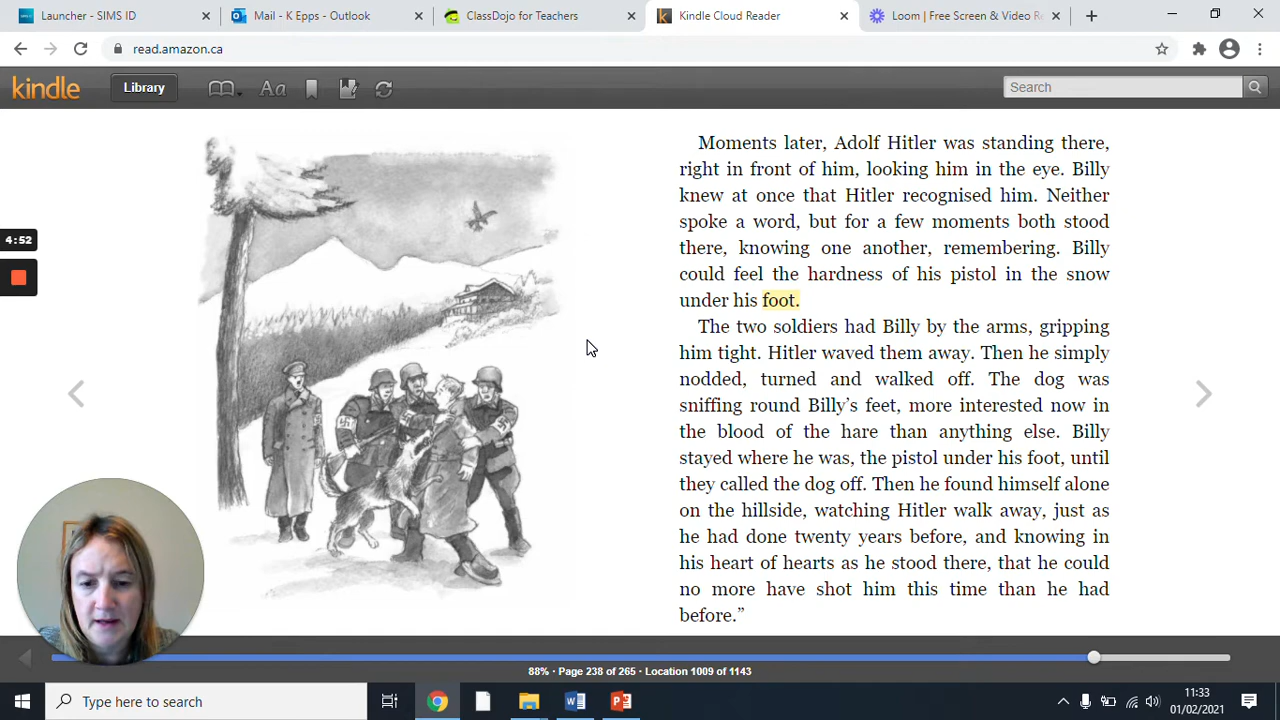 Launcher - SIMS ID
Mail - K Epps - Outlook
ClassDojo for Teachers
Kindle Cloud Reader
Loom | Free Screen & Video Re
read.amazon.ca
kindle
Library
Aa
Search
4:52
Moments later, Adolf Hitler was standing there,
right in front of him, looking him in the eye. Billy
knew at once that Hitler recognised him. Neither
spoke a word, but for a few moments both stood
there, knowing one another, remembering. Billy
could feel the hardness of his pistol in the snow
under his foot.
The two soldiers had Billy by the arms, gripping
him tight. Hitler waved them away. Then he simply
nodded, turned and walked off. The dog was
sniffing round Billy’s feet, more interested now in
the blood of the hare than anything else. Billy
stayed where he was, the pistol under his foot, until
they called the dog off. Then he found himself alone
on the hillside, watching Hitler walk away, just as
he had done twenty years before, and knowing in
his heart of hearts as he stood there, that he could
no more have shot him this time than he had
before.”
88% · Page 238 of 265 · Location 1009 of 1143
Type here to search
11:33
01/02/2021